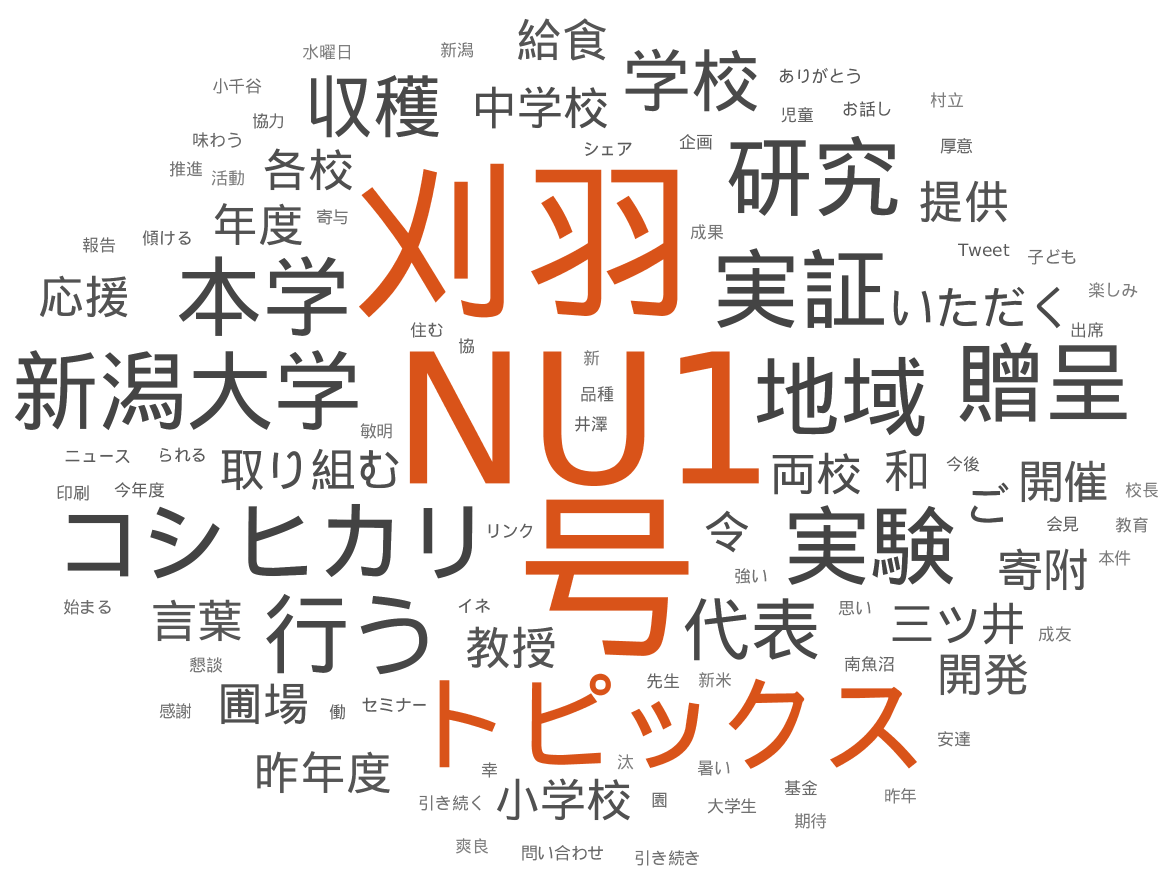 給食
水曜日
新潟
学校
ありがとう
小千谷
収穫
中学校
児童
お話し
村立
協力
味わう
シェア
企画
厚意
推進
活動
各校
刈羽
研究
提供
年度
寄与
成果
報告
傾ける
Tweet
子ども
応援
本学
実証
いただく
楽しみ
住む
協
出席
新潟大学
NU1
新
品種
井澤
地域
贈呈
敏明
ニュース
られる
取り組む
両校
和
今後
開催
校長
印刷
今年度
ご
コシヒカリ
リンク
号
令
実験
会見
教育
強い
寄附
本件
始まる
言葉
行う
イネ
教授
代表
思い
三ツ井
成友
懇談
先生
新米
南魚沼
開発
感謝
圃場
働
セミナー
トピックス
安達
昨年度
幸
汰
暑い
引き続く
小学校
園
大学生
基金
昨年
期待
爽良
問い合わせ
引き続き